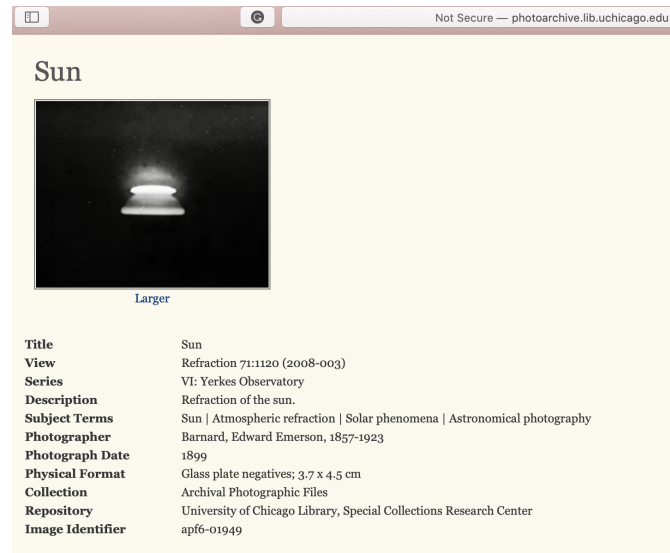 Not Secure — photoarchive.lib.uchicago.edu
Sun
Larger
Title Sun
View Refraction 71:1120 (2008-003)
Series VI: Yerkes Observatory
Description Refraction of the sun.
Subject Terms Sun | Atmospheric refraction | Solar phenomena | Astronomical photography
Photographer Barnard, Edward Emerson, 1857-1923
Photograph Date 1899
Physical Format Glass plate negatives; 3.7 x 4.5 cm
Collection Archival Photographic Files
Repository University of Chicago Library, Special Collections Research Center
Image Identifier apf6-01949